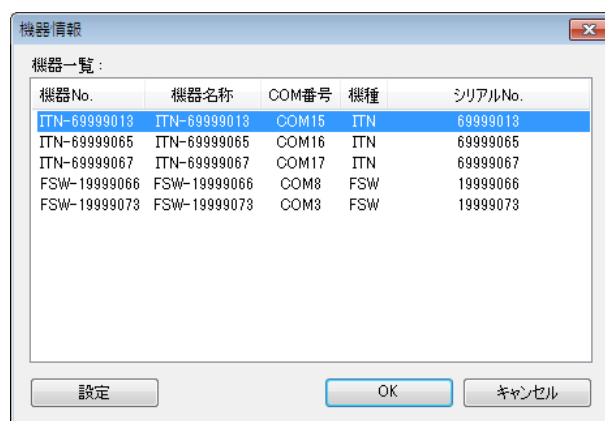 機器情報
機器一覧:
機器No. 機器名称 COM番号 機種 シリアルNo.
ITN-69999013 ITN-69999013 COM15 ITN 69999013
ITN-69999065 ITN-69999065 COM16 ITN 69999065
ITN-69999067 ITN-69999067 COM17 ITN 69999067
FSW-19999066 FSW-19999066 COM8 FSW 19999066
FSW-19999073 FSW-19999073 COM3 FSW 19999073
設定 OK キャンセル